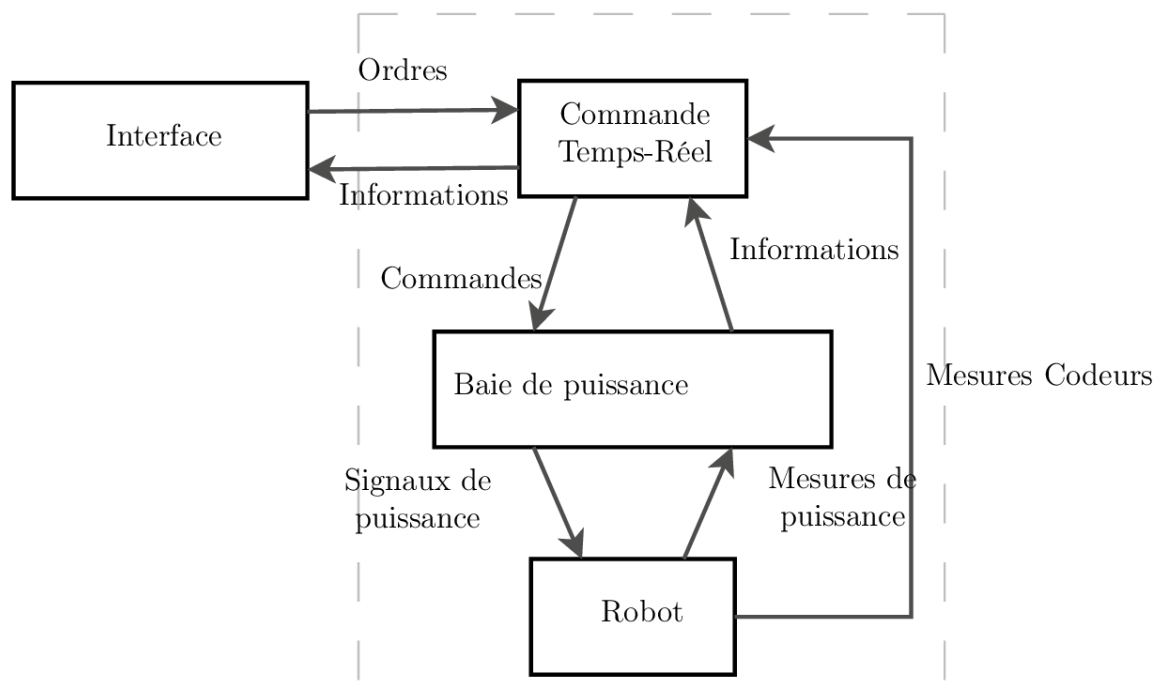 Ordres
Interface
Commande
Temps-Réel
Informations
Informations
Commandes
Mesures Codeurs
Baie de puissance
Signaux de
puissance
Mesures de
puissance
Robot